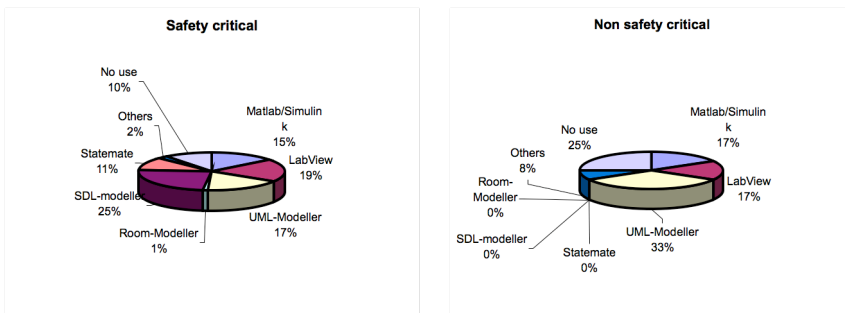 Safety critical
No use
10%
Others
2%
Statemate
11%
SDL-modeller
25%
Room-Modeller
1%
Matlab/Simulin
k
15%
LabView
19%
UML-Modeller
17%
Non safety critical
No use
25%
Others
8%
Room-
Modeller
0%
SDL-modeller
0%
Statemate
0%
Matlab/Simulin
k
17%
LabView
17%
UML-Modeller
33%